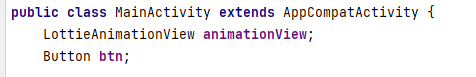 public class MainActivity extends AppCompatActivity {
    LottieAnimationView animationView;
    Button btn;